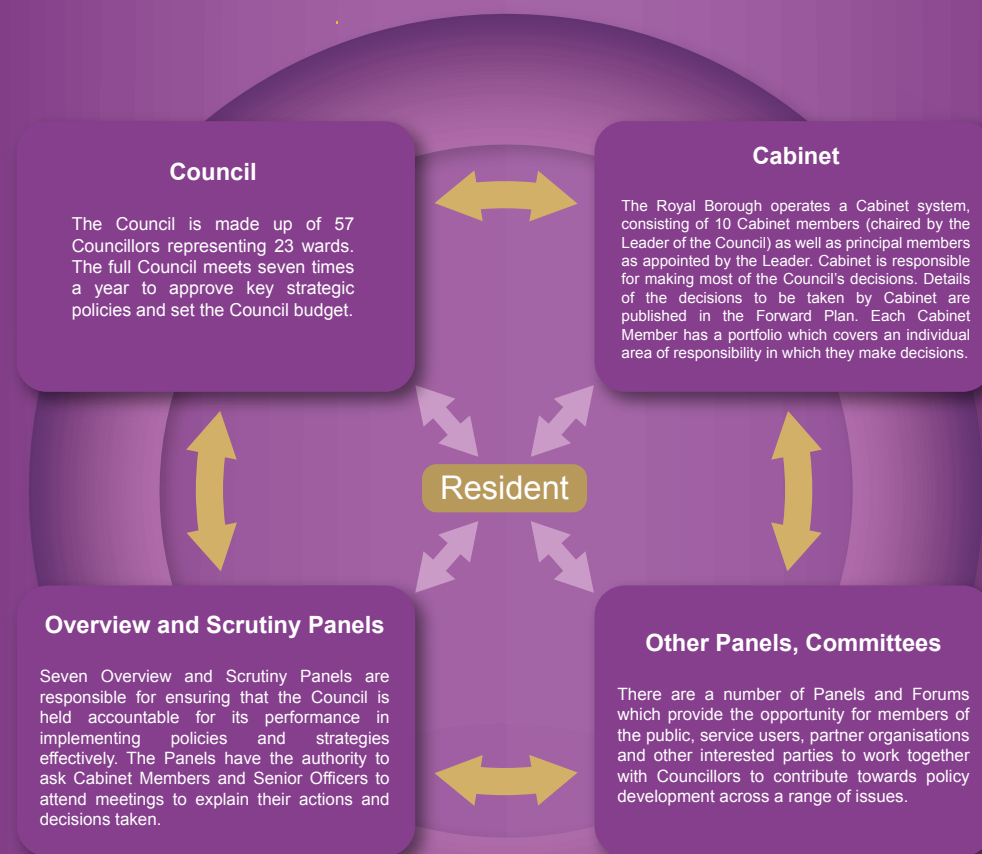 Council
The Council is made up of 57
Councillors representing 23 wards.
The full Council meets seven times
a year to approve key strategic
policies and set the Council budget.
Cabinet
The Royal Borough operates a Cabinet system,
consisting of 10 Cabinet members (chaired by the
Leader of the Council) as well as principal members
as appointed by the Leader. Cabinet is responsible
for making most of the Council’s decisions. Details
of the decisions to be taken by Cabinet are
published in the Forward Plan. Each Cabinet
Member has a portfolio which covers an individual
area of responsibility in which they make decisions.
Resident
Overview and Scrutiny Panels
Seven Overview and Scrutiny Panels are
responsible for ensuring that the Council is
held accountable for its performance in
implementing policies and strategies
effectively. The Panels have the authority to
ask Cabinet Members and Senior Officers to
attend meetings to explain their actions and
decisions taken.
Other Panels, Committees
There are a number of Panels and Forums
which provide the opportunity for members of
the public, service users, partner organisations
and other interested parties to work together
with Councillors to contribute towards policy
development across a range of issues.